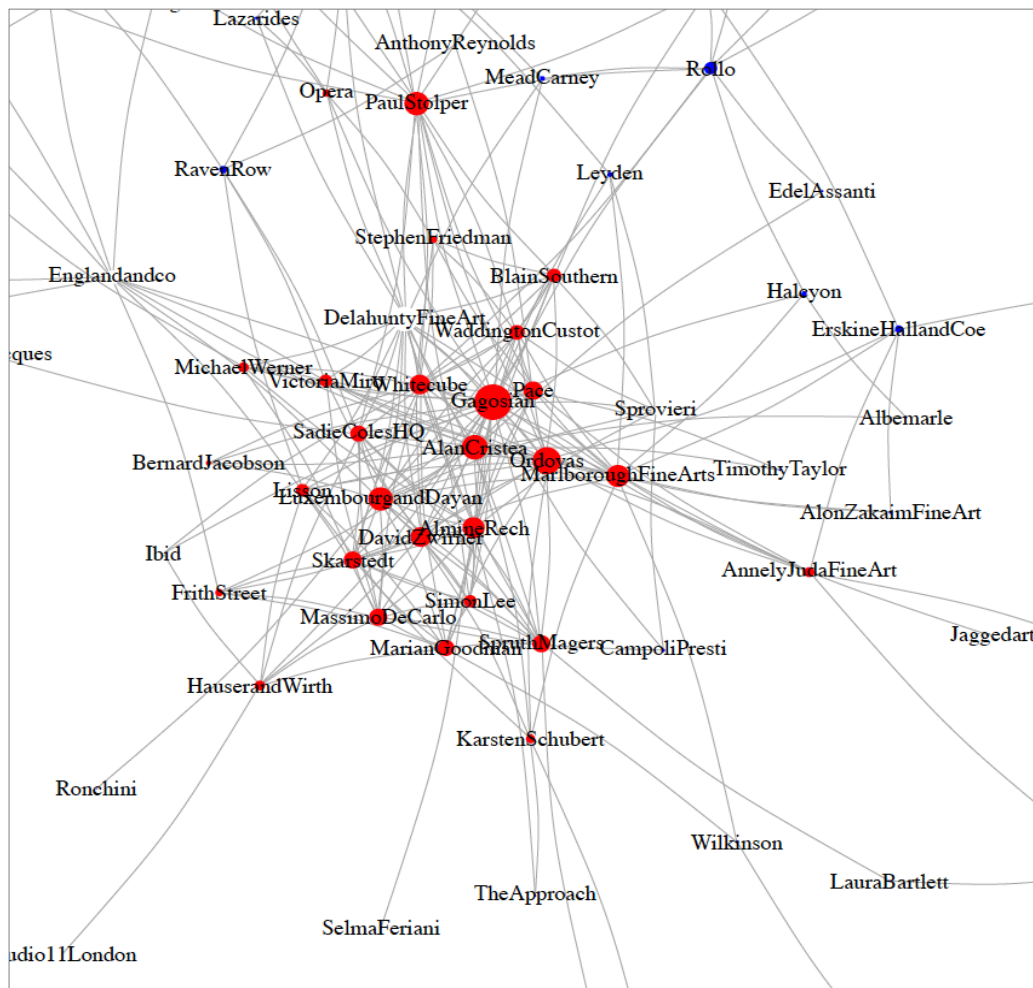 Lazarides
AnthonyReynolds
MeadCarney
Rollo
Opera
PaulStolper
RavenRow
Leyden
EdelAssanti
StephenFriedman
Englandandco
BlainSouthern
Halcyon
DelahuntyFineArt
WaddingtonCustot
ErskineHallandCoe
cques
MichaelWerner
VictoriaMiro
Whitecube
Pace
Gagosian
Sprovieri
Albemarle
SadieColesHQ
AlanCristea
BernardJacobson
Ordovas
MarlboroughFineArts
TimothyTaylor
Lisson
LuxembourgandDayan
AlonZakaimFineArt
AlmineRech
DavidZwirner
Ibid
Skarstedt
AnnelyJudaFineArt
FrithStreet
SimonLee
MassimoDeCarlo
Jaggedart
MarianGoodman
SpruthMagers
CampoliPresti
HauserandWirth
KarstenSchubert
Ronchini
Wilkinson
LauraBartlett
TheApproach
SelmaFeriani
udio11London